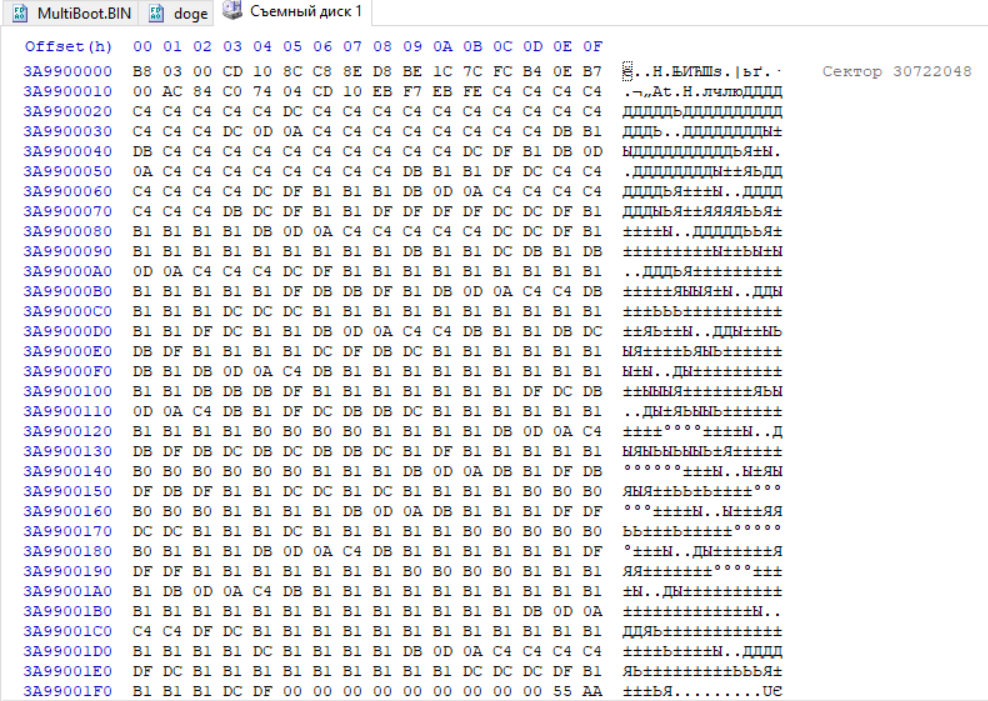 MultiBoot.BIN doge Съемный диск 1
Offset(h) 00 01 02 03 04 05 06 07 08 09 0A 0B 0C 0D 0E 0F
3A9900000 B8 03 00 CD 10 8C C8 8E D8 BE 1C 7C FC B4 0E B7 ё..Н.ЊИЋШѕ.|ьґ.· Сектор 30722048
3A9900010 00 AC 84 C0 74 04 CD 10 EB F7 EB FE C4 C4 C4 C4 .¬„Аt.Н.лчлюДДДД
3A9900020 C4 C4 C4 C4 C4 DC C4 C4 C4 C4 C4 C4 C4 C4 C4 C4 ДДДДДЬДДДДДДДДДД
3A9900030 C4 C4 C4 DC 0D 0A C4 C4 C4 C4 C4 C4 C4 C4 DB B1 ДДДЬ..ДДДДДДДДЫ±
3A9900040 DB C4 C4 C4 C4 C4 C4 C4 C4 C4 C4 DC DF B1 DB 0D ЫДДДДДДДДДДЬЯ±Ы.
3A9900050 0A C4 C4 C4 C4 C4 C4 C4 C4 DB B1 B1 DF DC C4 C4 .ДДДДДДДДЫ±±ЯЬДД
3A9900060 C4 C4 C4 C4 DC DF B1 B1 B1 DB 0D 0A C4 C4 C4 C4 ДДДДЬЯ±±±Ы..ДДДД
3A9900070 C4 C4 C4 DB DC DF B1 B1 DF DF DF DF DC DC DF B1 ДДДЫЬЯ±±ЯЯЯЯЬЬЯ±
3A9900080 B1 B1 B1 B1 DB 0D 0A C4 C4 C4 C4 C4 DC DC DF B1 ±±±±Ы..ДДДДДЬЬЯ±
3A9900090 B1 B1 B1 B1 B1 B1 B1 B1 B1 DB B1 B1 DC DB B1 DB ±±±±±±±±±Ы±±ЬЫ±Ы
3A99000A0 0D 0A C4 C4 C4 DC DF B1 B1 B1 B1 B1 B1 B1 B1 B1 ..ДДДЬЯ±±±±±±±±±
3A99000B0 B1 B1 B1 B1 B1 DF DB DB DF B1 DB 0D 0A C4 C4 DB ±±±±±ЯЫЫЯ±Ы..ДДЫ
3A99000C0 B1 B1 B1 DC DC DC B1 B1 B1 B1 B1 B1 B1 B1 B1 B1 ±±±ЬЬЬ±±±±±±±±±±
3A99000D0 B1 B1 DF DC B1 B1 DB 0D 0A C4 C4 DB B1 B1 DB DC ±±ЯЬ±±Ы..ДДЫ±±ЫЬ
3A99000E0 DB DF B1 B1 B1 B1 DC DF DB DC B1 B1 B1 B1 B1 B1 ЫЯ±±±±ЬЯЫЬ±±±±±±
3A99000F0 DB B1 DB 0D 0A C4 DB B1 B1 B1 B1 B1 B1 B1 B1 B1 Ы±Ы..ДЫ±±±±±±±±±
3A9900100 B1 B1 DB DB DB DF B1 B1 B1 B1 B1 B1 B1 DF DC DB ±±ЫЫЫЯ±±±±±±±ЯЬЫ
3A9900110 0D 0A C4 DB B1 DF DC DB DB DC B1 B1 B1 B1 B1 B1 ..ДЫ±ЯЬЫЫЬ±±±±±±
3A9900120 B1 B1 B1 B1 B0 B0 B0 B0 B1 B1 B1 B1 DB 0D 0A C4 ±±±±°°°°±±±±Ы..Д
3A9900130 DB DF DB DC DB DC DB DB DC B1 DF B1 B1 B1 B1 B1 ЫЯЫЬЫЬЫЫЬ±Я±±±±±
3A9900140 B0 B0 B0 B0 B0 B0 B1 B1 B1 DB 0D 0A DB B1 DF DB °°°°°°±±±Ы..Ы±ЯЫ
3A9900150 DF DB DF B1 B1 DC DC B1 DC B1 B1 B1 B1 B0 B0 B0 ЯЫЯ±±ЬЬ±Ь±±±±°°°
3A9900160 B0 B0 B0 B1 B1 B1 B1 DB 0D 0A DB B1 B1 B1 DF DF °°°±±±±Ы..Ы±±±ЯЯ
3A9900170 DC DC B1 B1 B1 DC B1 B1 B1 B1 B1 B0 B0 B0 B0 B0 ЬЬ±±±Ь±±±±±°°°°°
3A9900180 B0 B1 B1 B1 DB 0D 0A C4 DB B1 B1 B1 B1 B1 B1 DF °±±±Ы..ДЫ±±±±±±Я
3A9900190 DF DF B1 B1 B1 B1 B1 B1 B1 B0 B0 B0 B0 B1 B1 B1 ЯЯ±±±±±±±°°°°±±±
3A99001A0 B1 DB 0D 0A C4 DB B1 B1 B1 B1 B1 B1 B1 B1 B1 B1 ±Ы..ДЫ±±±±±±±±±±
3A99001B0 B1 B1 B1 B1 B1 B1 B1 B1 B1 B1 B1 B1 B1 DB 0D 0A ±±±±±±±±±±±±±Ы..
3A99001C0 C4 C4 DF DC B1 B1 B1 B1 B1 B1 B1 B1 B1 B1 B1 B1 ДДЯЬ±±±±±±±±±±±±
3A99001D0 B1 B1 B1 B1 DC B1 B1 B1 B1 DB 0D 0A C4 C4 C4 C4 ±±±±Ь±±±±Ы..ДДДД
3A99001E0 DF DC B1 B1 B1 B1 B1 B1 B1 B1 B1 DC DC DC DF B1 ЯЬ±±±±±±±±±ЬЬЬЯ±
3A99001F0 B1 B1 B1 DC DF 00 00 00 00 00 00 00 00 00 55 AA ±±±ЬЯ.........UЄ